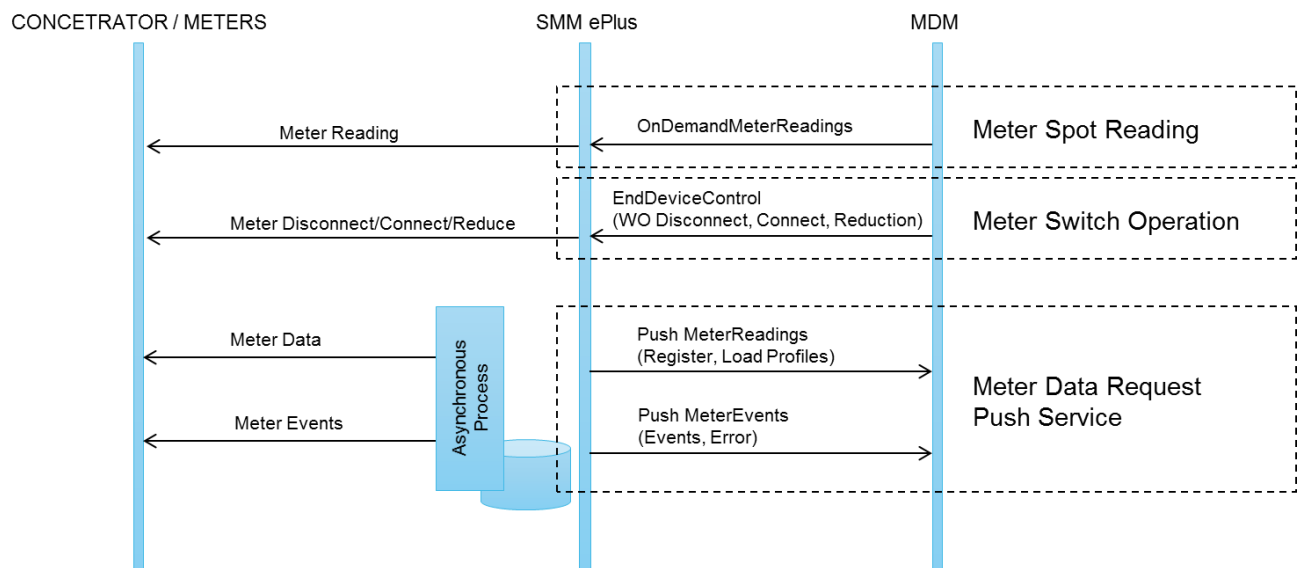 CONCETRATOR / METERS
SMM ePlus
MDM
Meter Reading
OnDemandMeterReadings
Meter Spot Reading
Meter Disconnect/Connect/Reduce
EndDeviceControl
(WO Disconnect, Connect, Reduction)
Meter Switch Operation
Meter Data
Meter Events
Asynchronous
Process
Push MeterReadings
(Register, Load Profiles)
Push MeterEvents
(Events, Error)
Meter Data Request
Push Service